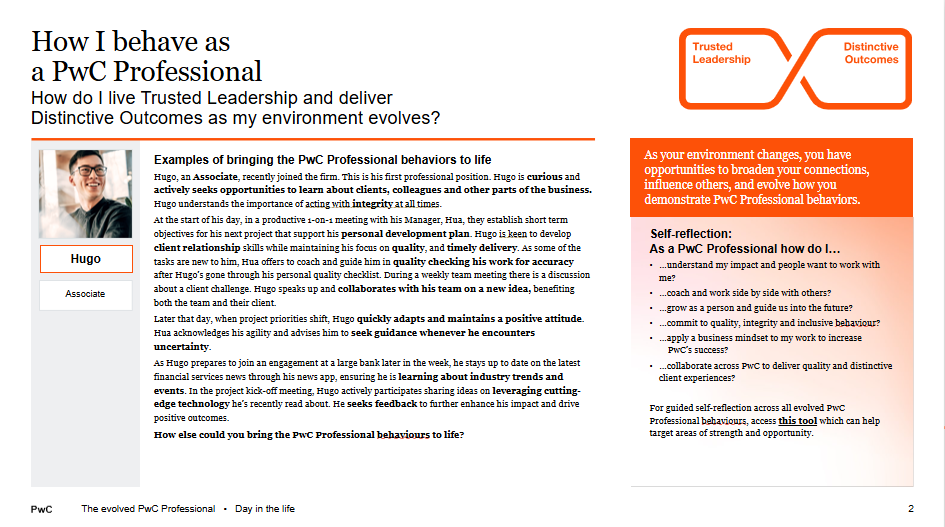 How I behave as
a PwC Professional
How do I live Trusted Leadership and deliver
Distinctive Outcomes as my environment evolves?
Trusted
Leadership
Distinctive
Outcomes
Hugo
Associate
Examples of bringing the PwC Professional behaviors to life
Hugo, an Associate, recently joined the firm. This is his first professional position. Hugo is curious and
actively seeks opportunities to learn about clients, colleagues and other parts of the business.
Hugo understands the importance of acting with integrity at all times.
At the start of his day, in a productive 1-on-1 meeting with his Manager, Hua, they establish short term
objectives for his next project that support his personal development plan. Hugo is keen to develop
client relationship skills while maintaining his focus on quality, and timely delivery. As some of the
tasks are new to him, Hua offers to coach and guide him in quality checking his work for accuracy
after Hugo's gone through his personal quality checklist. During a weekly team meeting there is a discussion
about a client challenge. Hugo speaks up and collaborates with his team on a new idea, benefiting
both the team and their client.
Later that day, when project priorities shift, Hugo quickly adapts and maintains a positive attitude.
Hua acknowledges his agility and advises him to seek guidance whenever he encounters
uncertainty.
As Hugo prepares to join an engagement at a large bank later in the week, he stays up to date on the latest
financial services news through his news app, ensuring he is learning about industry trends and
events. In the project kick-off meeting, Hugo actively participates sharing ideas on leveraging cutting-
edge technology he's recently read about. He seeks feedback to further enhance his impact and drive
positive outcomes.
How else could you bring the PwC Professional behaviours to life?
As your environment changes, you have
opportunities to broaden your connections,
influence others, and evolve how you
demonstrate PwC Professional behaviors.
Self-reflection:
As a PwC Professional how do I…
• …understand my impact and people want to work with
me?
• …coach and work side by side with others?
• …grow as a person and guide us into the future?
• …commit to quality, integrity and inclusive behaviour?
• …apply a business mindset to my work to increase
PwC's success?
• …collaborate across PwC to deliver quality and distinctive
client experiences?
For guided self-reflection across all evolved PwC
Professional behaviours, access this tool which can help
target areas of strength and opportunity.
PwC The evolved PwC Professional • Day in the life 2